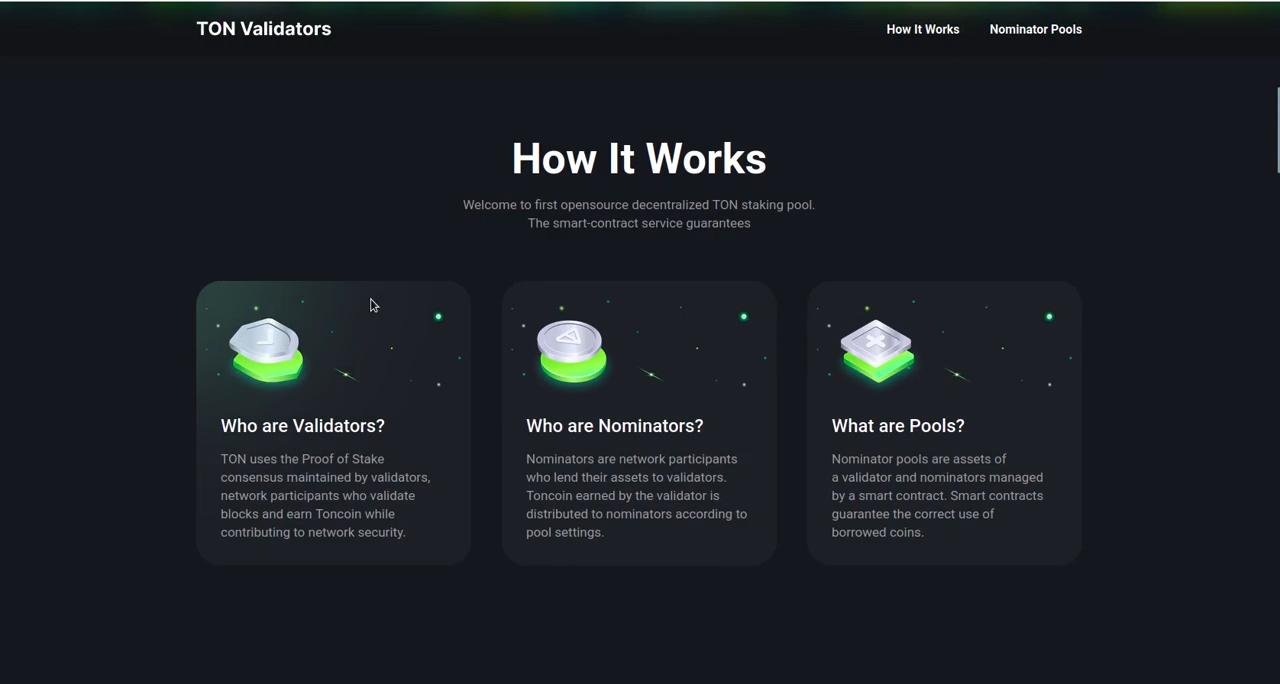 TON Validators
How It Works
Nominator Pools
How It Works
Welcome to first opensource decentralized TON staking pool.
The smart-contract service guarantees
Who are Validators?
TON uses the Proof of Stake
consensus maintained by validators,
network participants who validate
blocks and earn Toncoin while
contributing to network security.
Who are Nominators?
Nominators are network participants
who lend their assets to validators.
Toncoin earned by the validator is
distributed to nominators according to
pool settings.
What are Pools?
Nominator pools are assets of
a validator and nominators managed
by a smart contract. Smart contracts
guarantee the correct use of
borrowed coins.